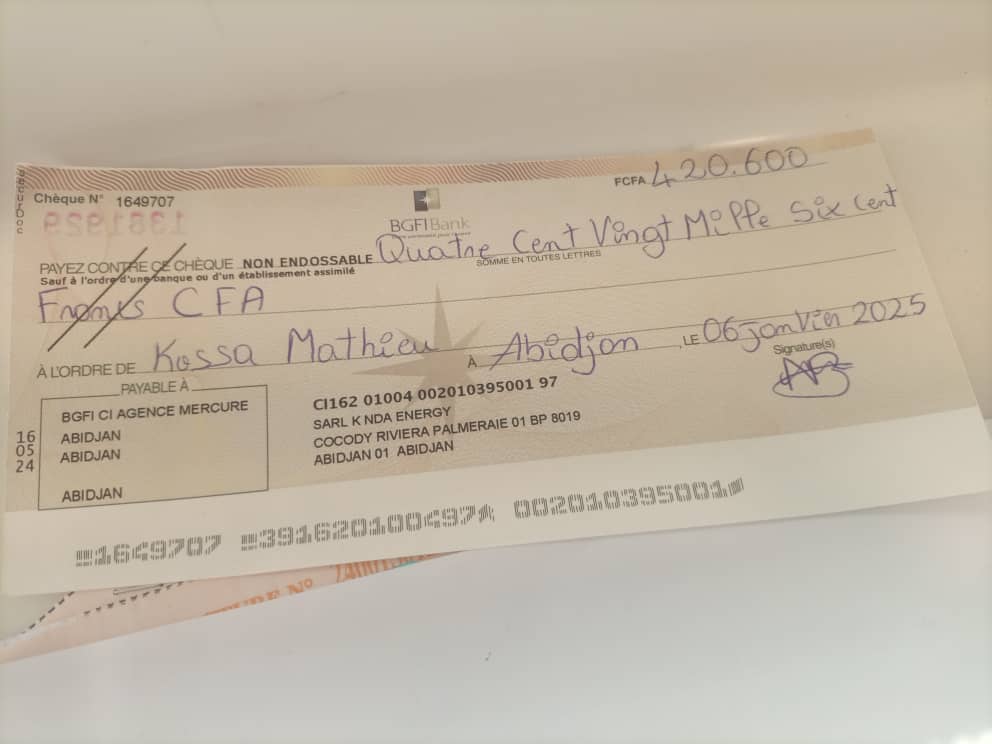 FCFA 420.600
Chèque N° 1649707
BGFIBank
PAYEZ CONTRE CE CHÈQUE NON ENDOSSABLE Quatre Cent Vingt Mille Six Cent
Sauf à l'ordre d'une banque ou d'un établissement assimilé
SOMME EN TOUTES LETTRES
Francs CFA
À L'ORDRE DE Kossa Mathieu À Abidjan , LE 06 janvier 2025
Signature(s)
PAYABLE À
BGFI CI AGENCE MERCURE
ABIDJAN
ABIDJAN
ABIDJAN
16
05
24
CI162 01004 002010395001 97
SARL K NDA ENERGY
COCODY RIVIERA PALMERAIE 01 BP 8019
ABIDJAN 01 ABIDJAN
1649707 391620100497 002010395001